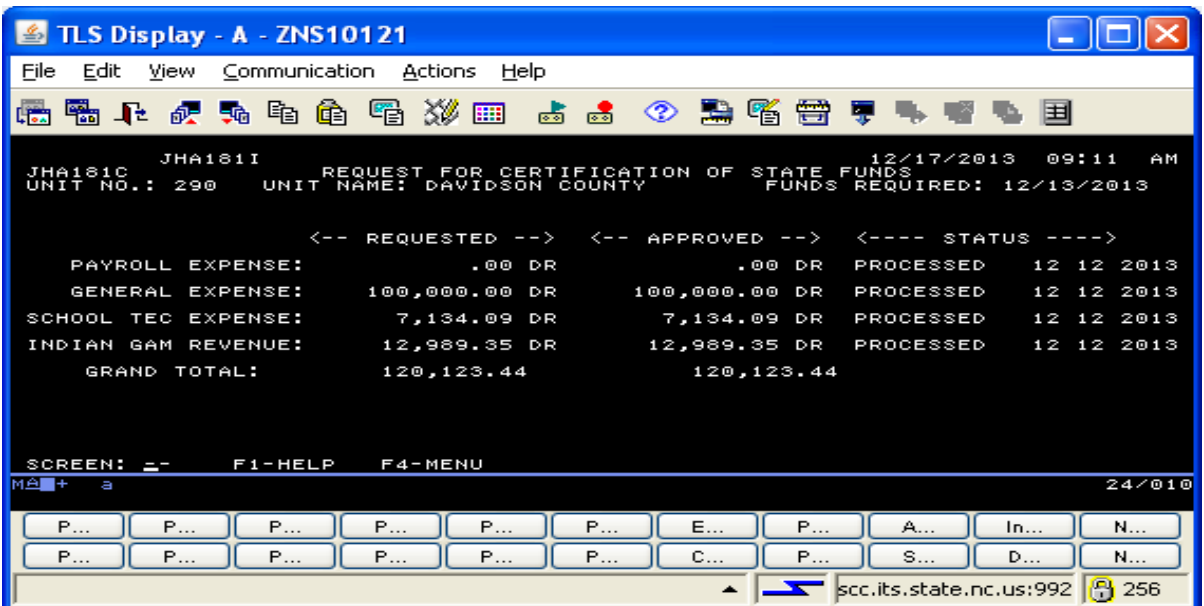 TLS Display - A - ZNS10121
File Edit View Communication Actions Help
JHA181I 12/17/2013 09:11 AM
JHA181C REQUEST FOR CERTIFICATION OF STATE FUNDS
UNIT NO.: 290 UNIT NAME: DAVIDSON COUNTY FUNDS REQUIRED: 12/13/2013
<-- REQUESTED --> <-- APPROVED --> <---- STATUS ---->
PAYROLL EXPENSE: .00 DR .00 DR PROCESSED 12 12 2013
GENERAL EXPENSE: 100,000.00 DR 100,000.00 DR PROCESSED 12 12 2013
SCHOOL TEC EXPENSE: 7,134.09 DR 7,134.09 DR PROCESSED 12 12 2013
INDIAN GAM REVENUE: 12,989.35 DR 12,989.35 DR PROCESSED 12 12 2013
GRAND TOTAL: 120,123.44 120,123.44
SCREEN: _- F1-HELP F4-MENU
MA + a 24/010
P... P... P... P... P... P... E... P... A... In... N...
P... P... P... P... P... P... C... P... S... D... N...
scc.its.state.nc.us:992 256